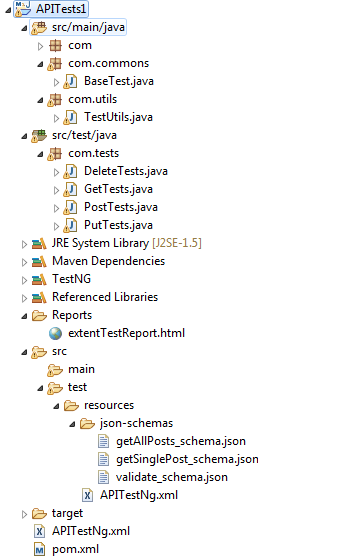 APITests1
src/main/java
com
com.commons
BaseTest.java
com.utils
TestUtils.java
src/test/java
com.tests
DeleteTests.java
GetTests.java
PostTests.java
PutTests.java
JRE System Library [J2SE-1.5]
Maven Dependencies
TestNG
Referenced Libraries
Reports
extentTestReport.html
src
main
test
resources
json-schemas
getAllPosts_schema.json
getSinglePost_schema.json
validate_schema.json
APITestNg.xml
target
APITestNg.xml
pom.xml